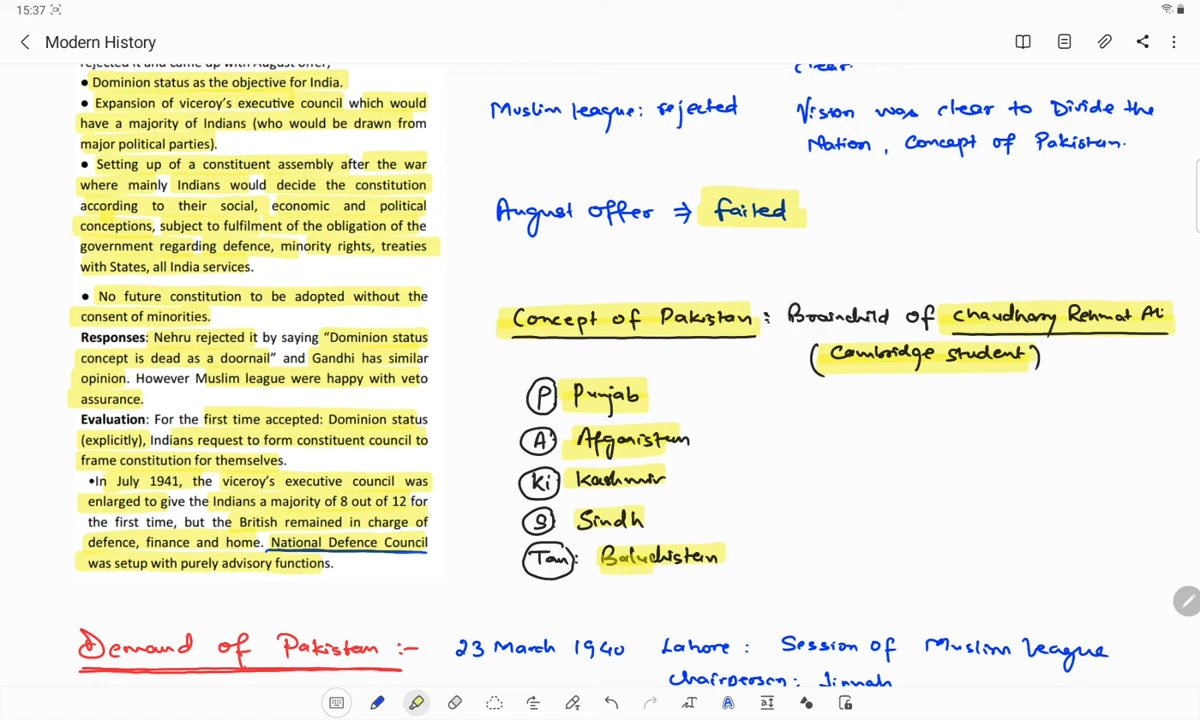 15:37
Modern History
rejected it and came up with August offer,
• Dominion status as the objective for India.
• Expansion of viceroy's executive council which would
have a majority of Indians (who would be drawn from
major political parties).
• Setting up of a constituent assembly after the war
where mainly Indians would decide the constitution
according to their social, economic and political
conceptions, subject to fulfilment of the obligation of the
government regarding defence, minority rights, treaties
with States, all India services.
• No future constitution to be adopted without the
consent of minorities.
Responses: Nehru rejected it by saying "Dominion status
concept is dead as a doornail" and Gandhi has similar
opinion. However Muslim league were happy with veto
assurance.
Evaluation: For the first time accepted: Dominion status
(explicitly), Indians request to form constituent council to
frame constitution for themselves.
•In July 1941, the viceroy's executive council was
enlarged to give the Indians a majority of 8 out of 12 for
the first time, but the British remained in charge of
defence, finance and home. National Defence Council
was setup with purely advisory functions.
clear.
Muslim league: rejected
Vision was clear to Divide the
Nation, Concept of Pakistan.
August offer ⇒ failed
Concept of Pakistan : Brainchild of Chaudhary Rehmat Ali
(Cambridge student)
P Punjab
A Afganistan
Ki Kashmir
S Sindh
Tan: Baluchistan
Demand of Pakistan :- 23 March 1940 Lahore: Session of Muslim League
Chairperson: Jinnah